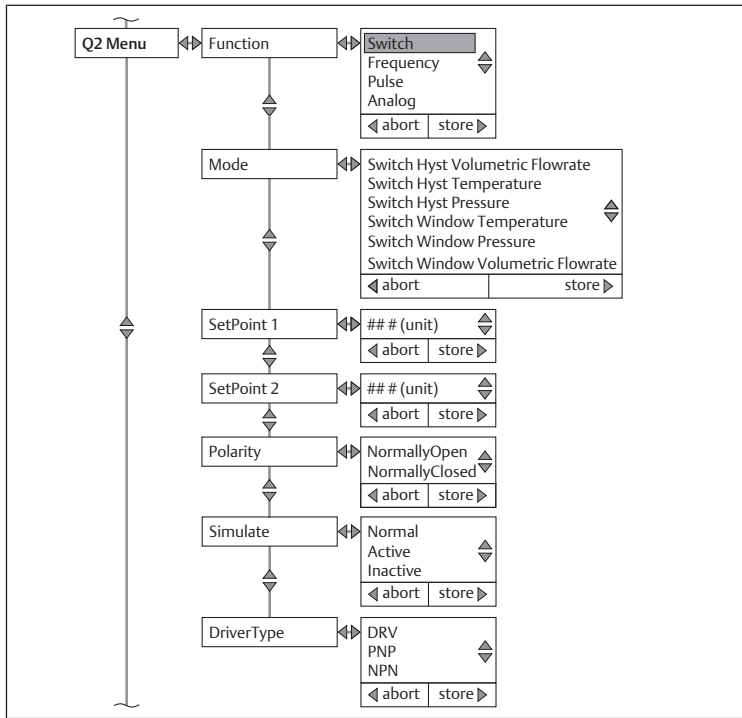 Q2 Menu
Function
Switch
Frequency
Pulse
Analog
abort store
Mode
Switch Hyst Volumetric Flowrate
Switch Hyst Temperature
Switch Hyst Pressure
Switch Window Temperature
Switch Window Pressure
Switch Window Volumetric Flowrate
abort store
SetPoint 1
## # (unit)
abort store
SetPoint 2
## # (unit)
abort store
Polarity
NormallyOpen
NormallyClosed
abort store
Simulate
Normal
Active
Inactive
abort store
DriverType
DRV
PNP
NPN
abort store